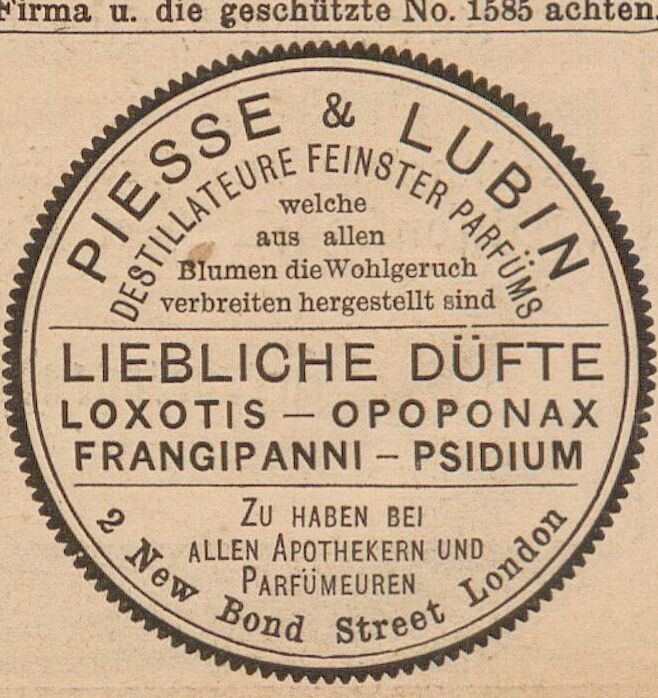 Firma u. die geschützte No. 1585 achten.
PIESSE & LUBIN
DESTILLATEURE FEINSTER PARFÜMS
welche
aus allen
Blumen die Wohlgeruch
verbreiten hergestellt sind
LIEBLICHE DÜFTE
LOXOTIS — OPOPONAX
FRANGIPANNI — PSIDIUM
ZU HABEN BEI
ALLEN APOTHEKERN UND
PARFÜMEUREN
2 New Bond Street London